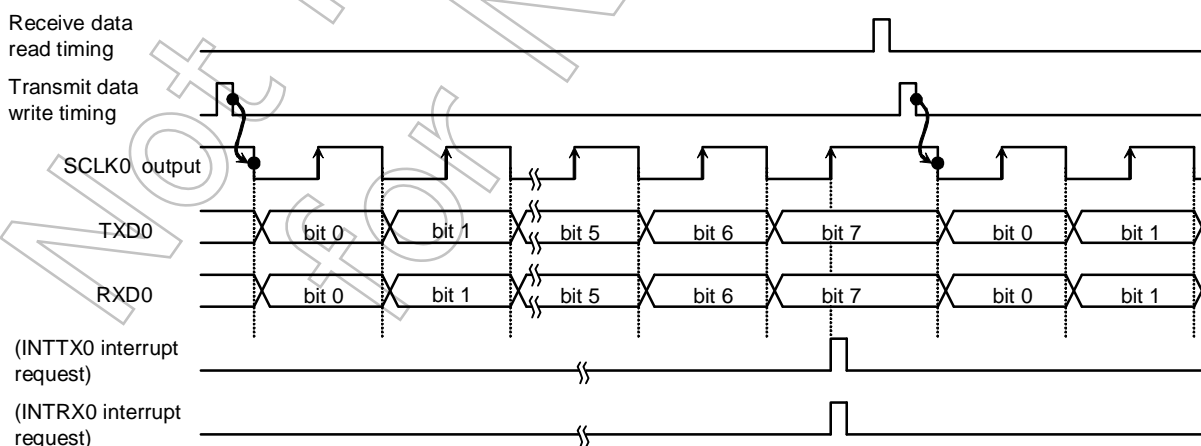 Receive data
read timing
Transmit data
write timing
SCLK0 output
TXD0
bit 0 bit 1 bit 5 bit 6 bit 7 bit 0 bit 1
RXD0
bit 0 bit 1 bit 5 bit 6 bit 7 bit 0 bit 1
(INTTX0 interrupt
request)
(INTRX0 interrupt
request)
Not
for